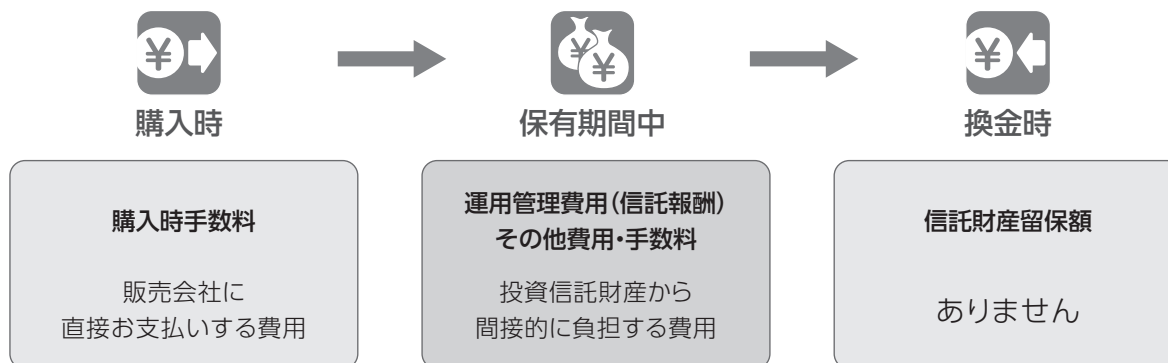 ¥
¥
¥
¥
購入時
保有期間中
換金時
購入時手数料
販売会社に
直接お支払いする費用
運用管理費用(信託報酬)
その他費用・手数料
投資信託財産から
間接的に負担する費用
信託財産留保額
ありません